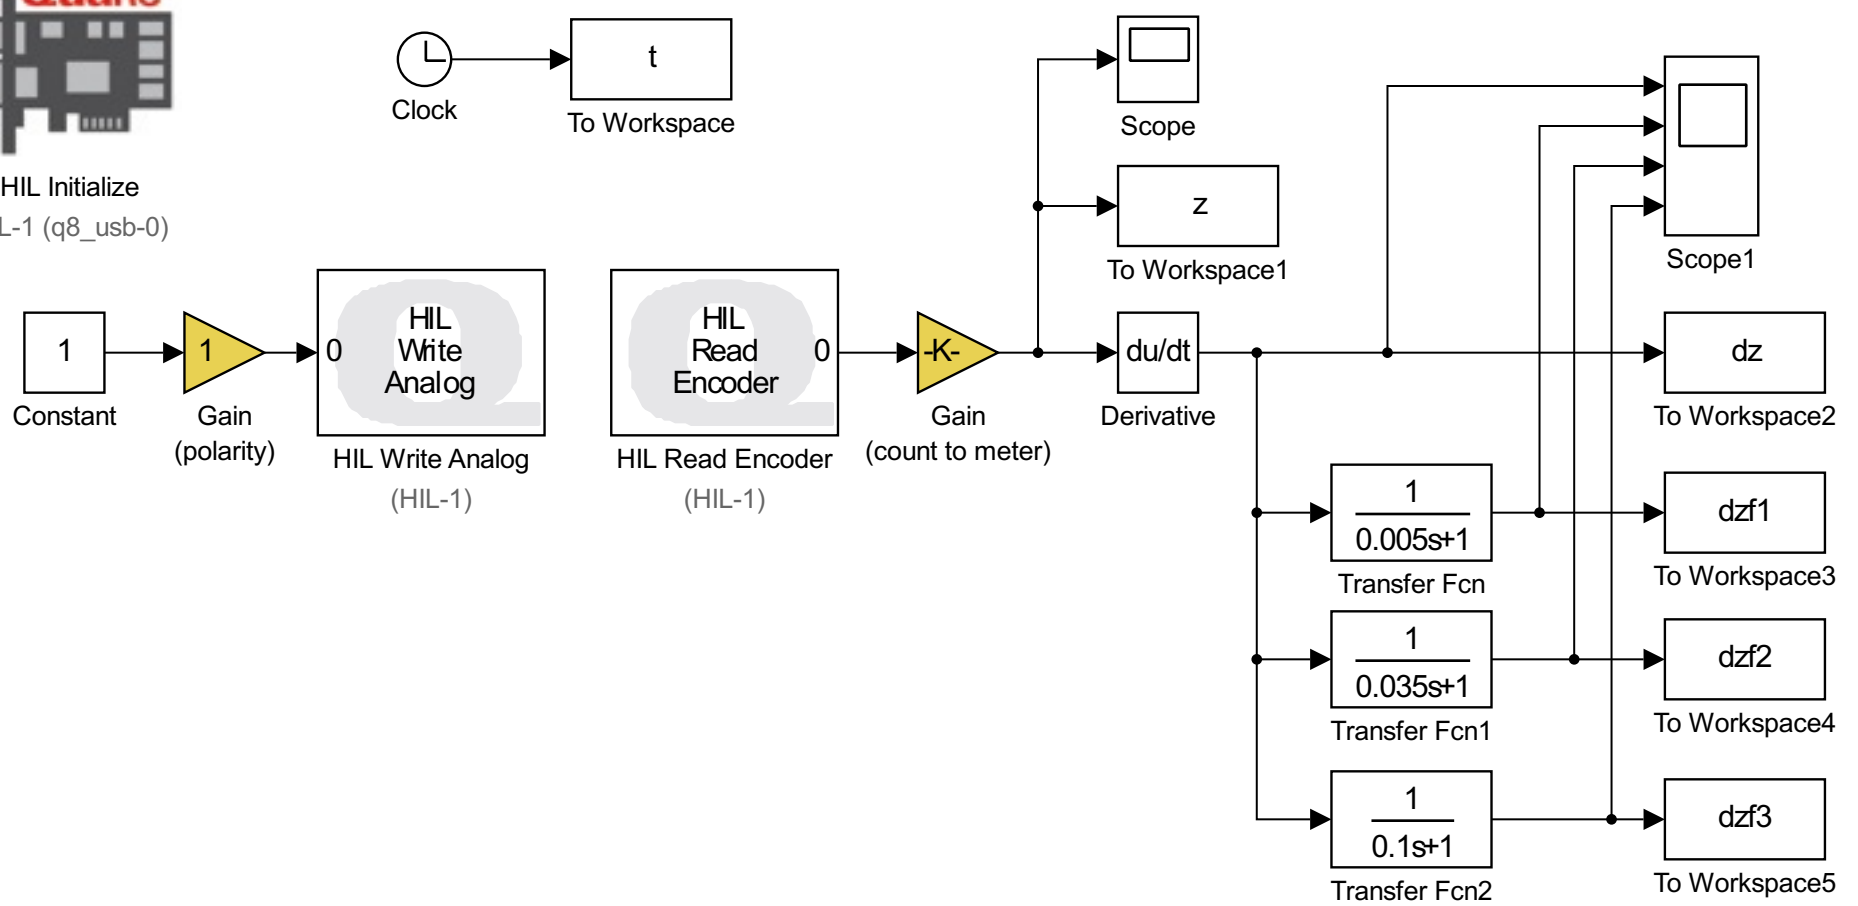 HIL Initialize
L-1 (q8_usb-0)
Clock
t
To Workspace
Scope
z
To Workspace1
Scope1
1
Constant
1
Gain
(polarity)
0
HIL
Write
Analog
HIL Write Analog
(HIL-1)
HIL
Read
Encoder
0
HIL Read Encoder
(HIL-1)
-K-
Gain
(count to meter)
du/dt
Derivative
dz
To Workspace2
1
0.005s+1
Transfer Fcn
dzf1
To Workspace3
1
0.035s+1
Transfer Fcn1
dzf2
To Workspace4
1
0.1s+1
Transfer Fcn2
dzf3
To Workspace5